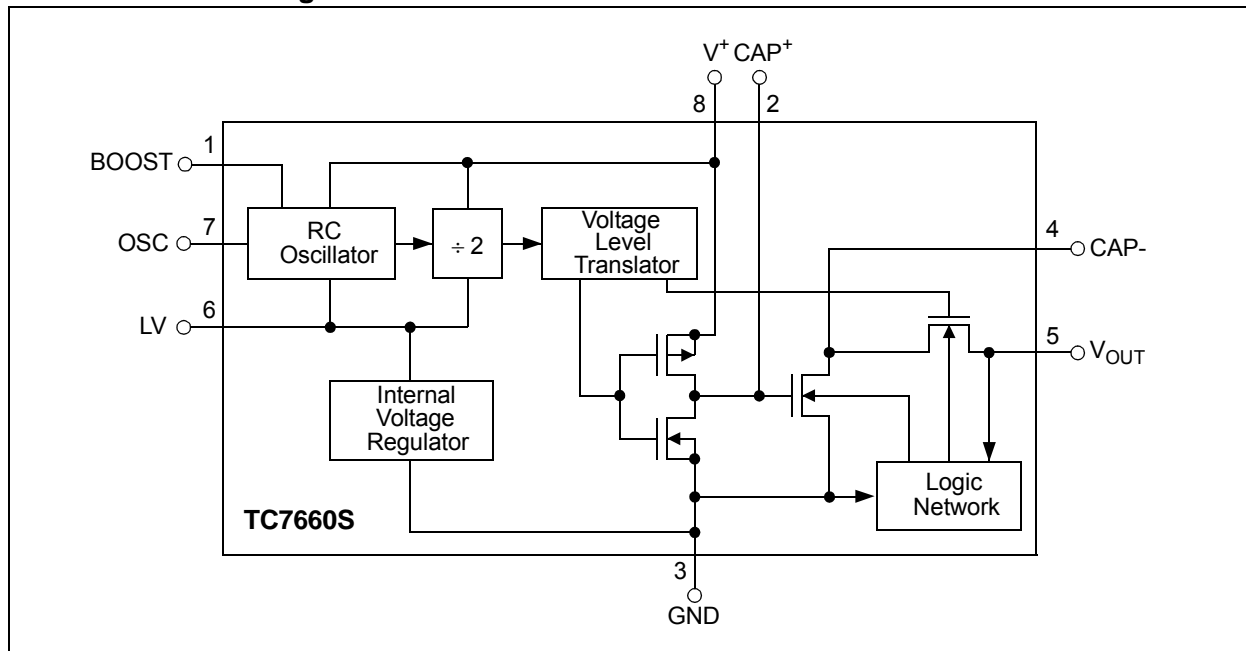 V+ CAP+
8 2
1
BOOST
7
OSC
RC
Oscillator
÷ 2
Voltage
Level
Translator
4
CAP-
6
LV
5
VOUT
Internal
Voltage
Regulator
Logic
Network
TC7660S
3
GND